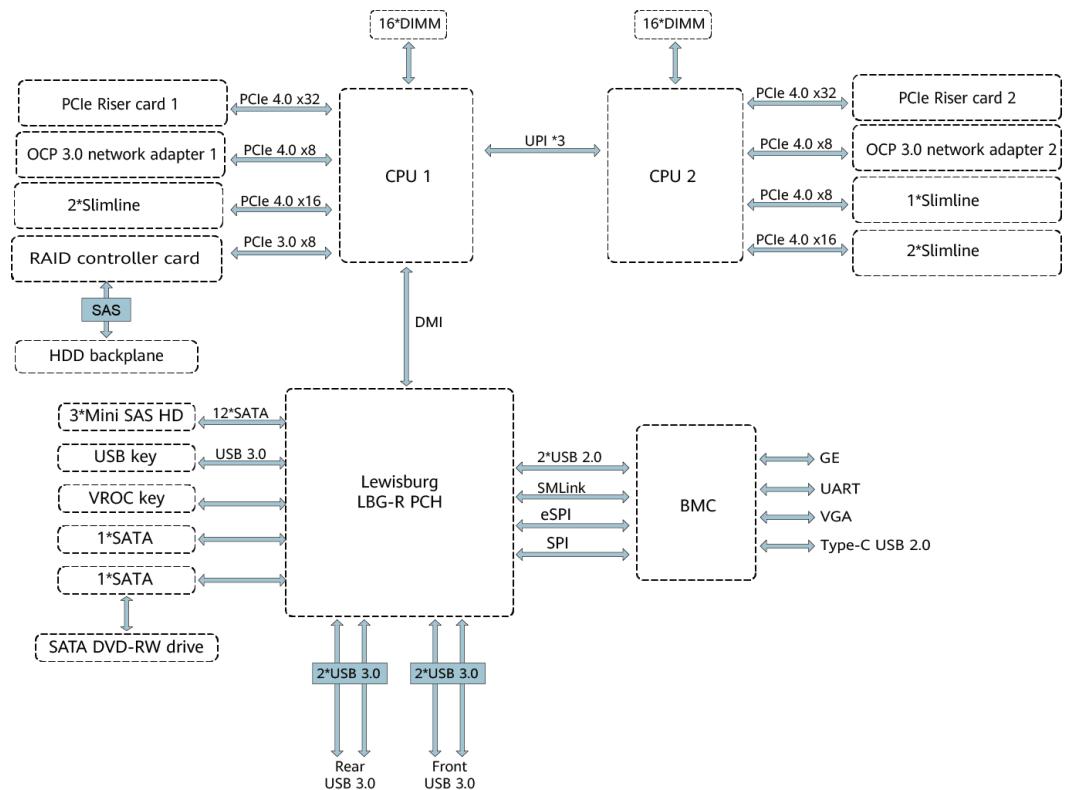 16*DIMM
16*DIMM
PCIe Riser card 1
PCIe 4.0 x32
PCIe 4.0 x32
PCIe Riser card 2
OCP 3.0 network adapter 1
PCIe 4.0 x8
CPU 1
UPI *3
CPU 2
PCIe 4.0 x8
OCP 3.0 network adapter 2
2*Slimline
PCIe 4.0 x16
PCIe 4.0 x8
1*Slimline
RAID controller card
PCIe 3.0 x8
PCIe 4.0 x16
2*Slimline
SAS
HDD backplane
DMI
3*Mini SAS HD
12*SATA
USB key
USB 3.0
VROC key
1*SATA
1*SATA
SATA DVD-RW drive
Lewisburg
LBG-R PCH
2*USB 2.0
SMLink
eSPI
SPI
BMC
GE
UART
VGA
Type-C USB 2.0
2*USB 3.0
2*USB 3.0
Rear
USB 3.0
Front
USB 3.0